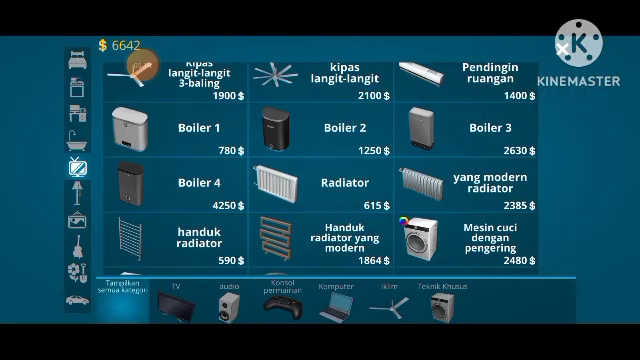 $ 6642
K
KINEMASTER
kipas
langit-langit
3-baling
1900 $
kipas
langit-langit
2100 $
Pendingin
ruangan
1400 $
Boiler 1
780 $
Boiler 2
1250 $
Boiler 3
2630 $
Boiler 4
4250 $
Radiator
615 $
yang modern
radiator
2385 $
handuk
radiator
590 $
Handuk
radiator yang
modern
1864 $
Mesin cuci
dengan
pengering
2480 $
Tampilkan
semua kategori
TV
audio
Konsol
permainan
Komputer
Iklim
Teknik Khusus